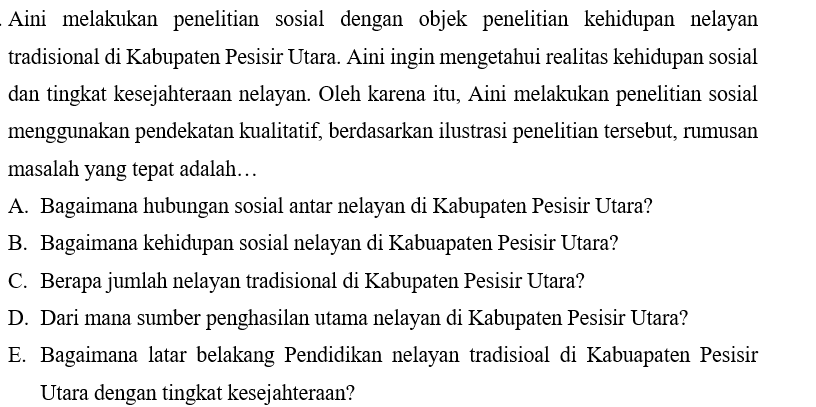 . Aini melakukan penelitian sosial dengan objek penelitian kehidupan nelayan
tradisional di Kabupaten Pesisir Utara. Aini ingin mengetahui realitas kehidupan sosial
dan tingkat kesejahteraan nelayan. Oleh karena itu, Aini melakukan penelitian sosial
menggunakan pendekatan kualitatif, berdasarkan ilustrasi penelitian tersebut, rumusan
masalah yang tepat adalah…
A. Bagaimana hubungan sosial antar nelayan di Kabupaten Pesisir Utara?
B. Bagaimana kehidupan sosial nelayan di Kabuapaten Pesisir Utara?
C. Berapa jumlah nelayan tradisional di Kabupaten Pesisir Utara?
D. Dari mana sumber penghasilan utama nelayan di Kabupaten Pesisir Utara?
E. Bagaimana latar belakang Pendidikan nelayan tradisioal di Kabuapaten Pesisir
Utara dengan tingkat kesejahteraan?